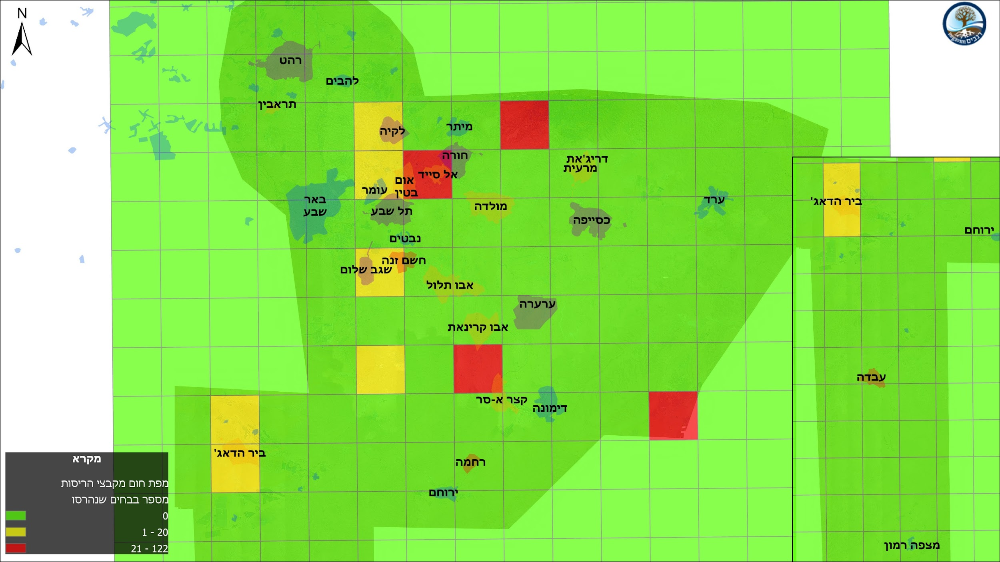 N
Regavim רגבים
רהט
להבים
תראבין
לקיה
מיתר
חורה
דריג'את
מרעית
אל סייד
אום
בטין
עומר
באר
שבע
תל שבע
מולדה
כסייפה
ערד
נבטים
חשם זנה
שגב שלום
אבו תלול
ערערה
אבו קרינאת
קצר א-סר
דימונה
ביר הדאג'
רחמה
ירוחם
ביר הדאג'
ירוחם
עבדה
מצפה רמון
מקרא
מפת חום מקבצי הריסות
מספר בבחים שנהרסו
0
1 - 20
21 - 122